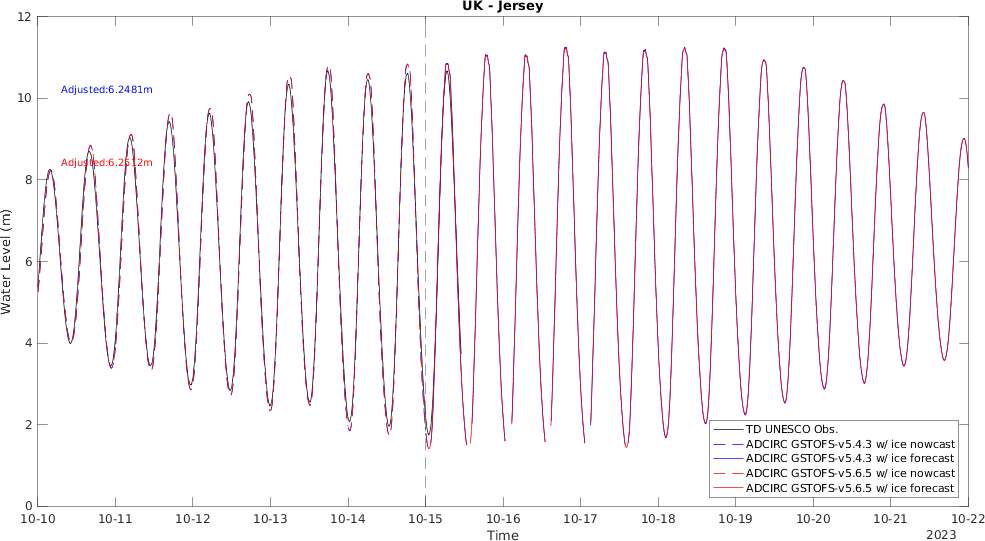 UK - Jersey
12
10
8
6
4
2
0
Water Level (m)
Adjusted:6.2481m
Adjusted:6.2512m
TD UNESCO Obs.
ADCIRC GSTOFS-v5.4.3 w/ ice nowcast
ADCIRC GSTOFS-v5.4.3 w/ ice forecast
ADCIRC GSTOFS-v5.6.5 w/ ice nowcast
ADCIRC GSTOFS-v5.6.5 w/ ice forecast
10-10 10-11 10-12 10-13 10-14 10-15 10-16 10-17 10-18 10-19 10-20 10-21 10-22
Time
2023